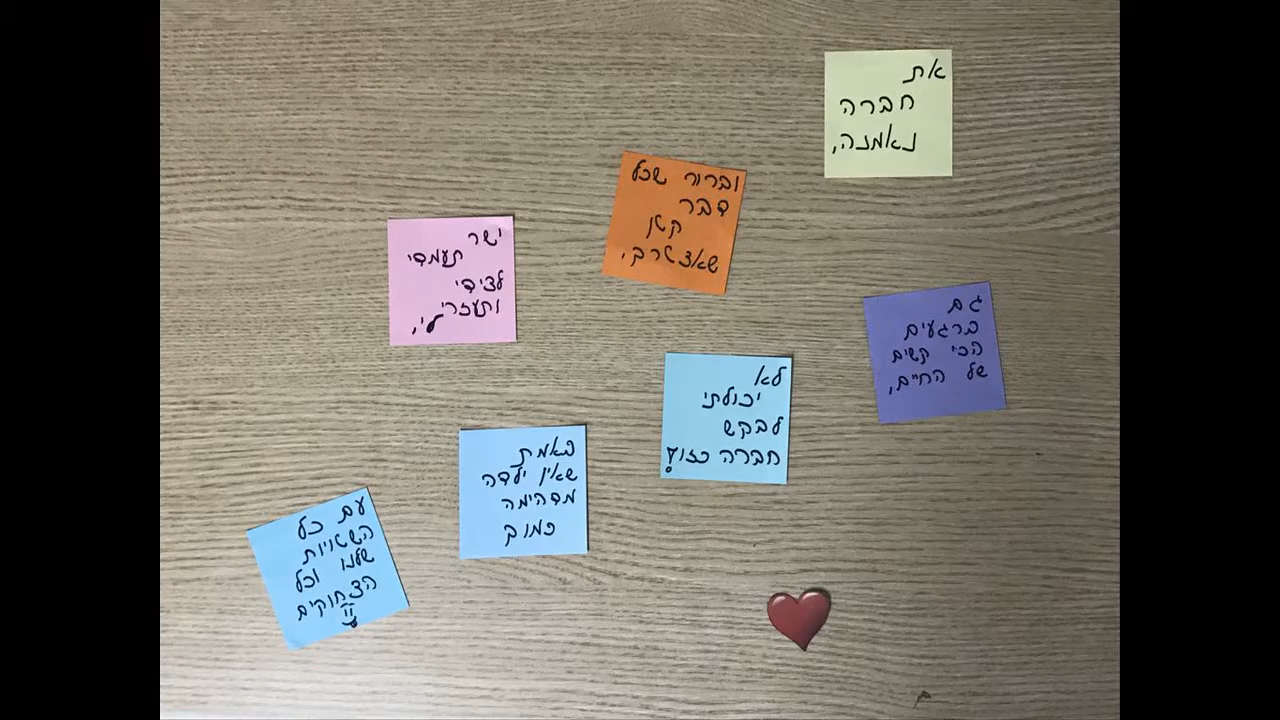 את
חברה
נאמנה,
וברור שכל
דבר
קטן
שאצטרך,
ישר
תעמדי
לצידי
ותעזרי
לי,
גם
ברגעים
הכי קשים
של החיים,
לא
יכולתי
לבקש
חברה כזו!
באמת
שאין ילדה
מדהימה
כמוך
עם כל
השטויות
שלנו וכל
הצחוקים